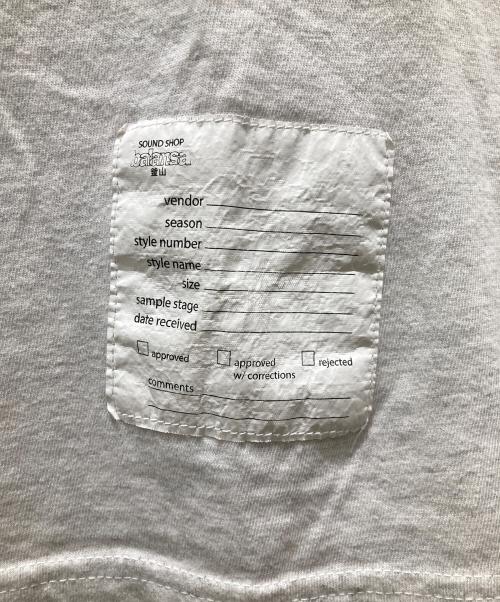 SOUND SHOP
balansa
釜山
vendor
season
style number
style name
size
sample stage
date received
approved
approved
w/ corrections
rejected
comments